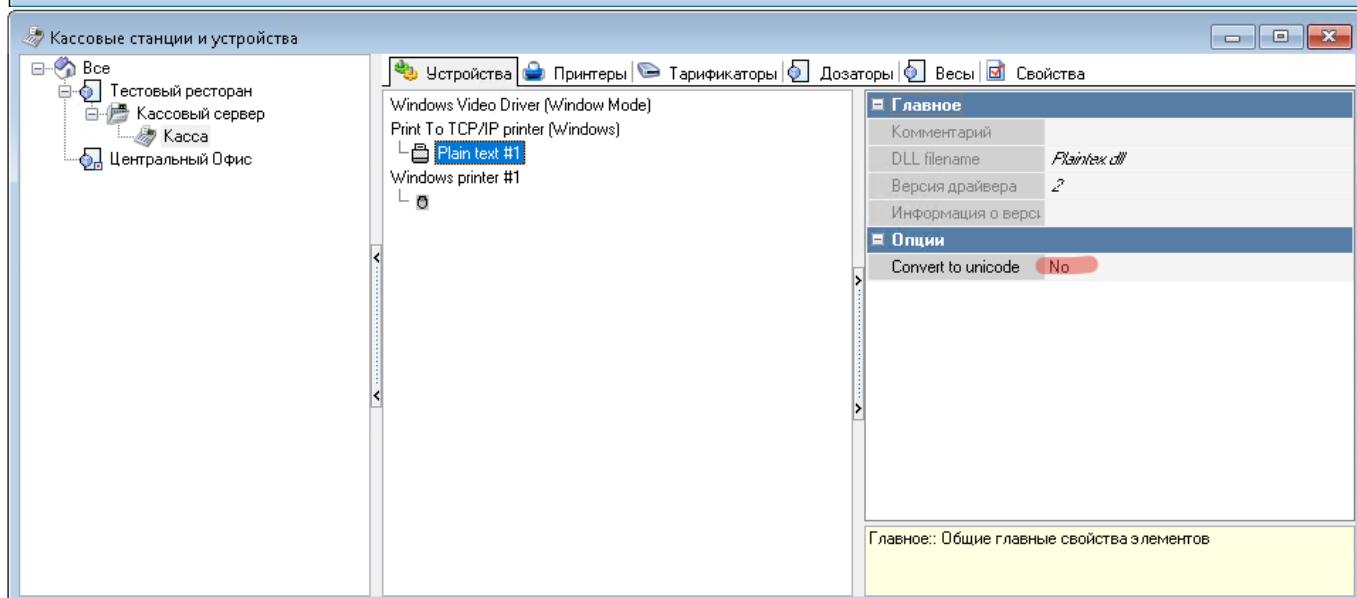 Кассовые станции и устройства
Все
Тестовый ресторан
Кассовый сервер
Касса
Центральный Офис
Устройства Принтеры Тарификаторы Дозаторы Весы Свойства
Windows Video Driver (Window Mode)
Print To TCP/IP printer (Windows)
Plain text #1
Windows printer #1
Главное
Комментарий
DLL filename Plaintex.dll
Версия драйвера 2
Информация о верси
Опции
Convert to unicode No
Главное:: Общие главные свойства элементов